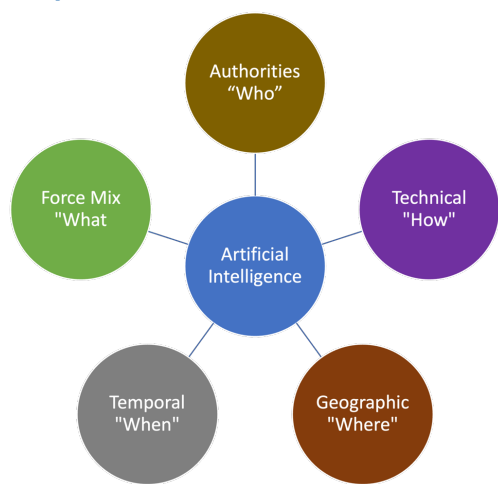 Authorities
“Who”
Force Mix
"What
Technical
"How"
Artificial
Intelligence
Temporal
"When"
Geographic
"Where"